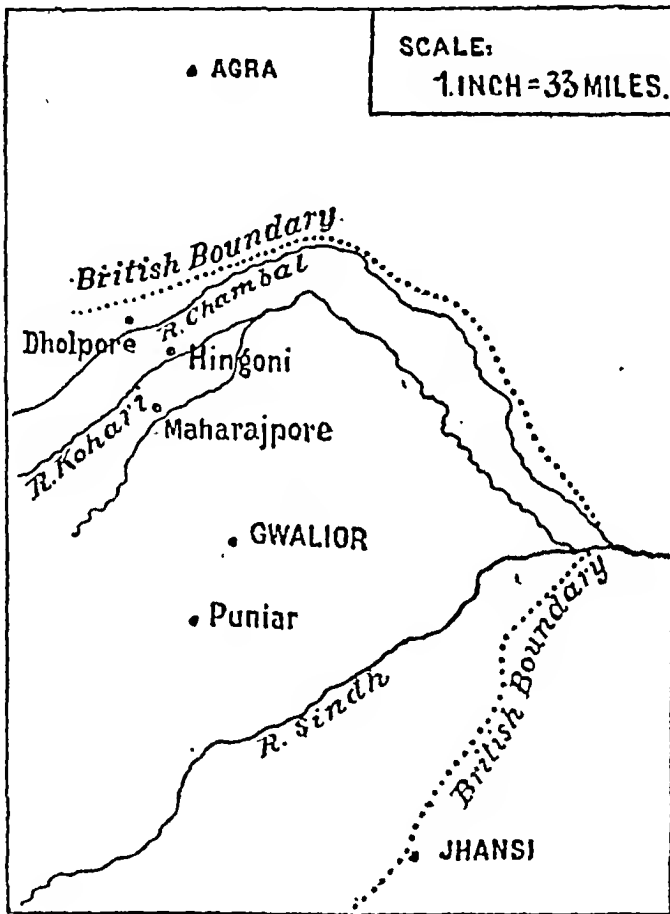 SCALE:
1.INCH=33 MILES.
AGRA
British Boundary.
R. Chambal
Dholpore
Hingoni
R. Kohari
Maharajpore
GWALIOR
Puniar
R. Sindh
British Boundary
JHANSI